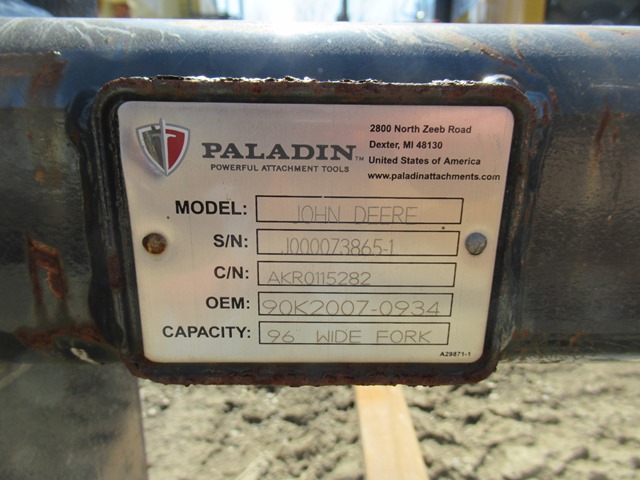 PALADIN™
POWERFUL ATTACHMENT TOOLS
2800 North Zeeb Road
Dexter, MI 48130
United States of America
www.paladinattachments.com
MODEL: JOHN DEERE
S/N: J000073865-1
C/N: AKR0115282
OEM: 90K2007-0934
CAPACITY: 96 WIDE FORK
A29871-1